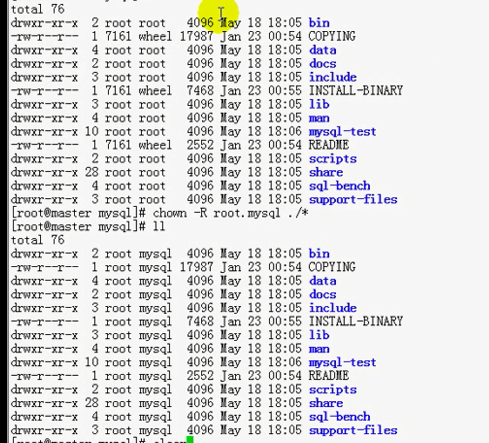 total 76
drwxr-xr-x 2 root root 4096 May 18 18:05 bin
-rw-r--r-- 1 7161 wheel 17987 Jan 23 00:54 COPYING
drwxr-xr-x 4 root root 4096 May 18 18:05 data
drwxr-xr-x 2 root root 4096 May 18 18:05 docs
drwxr-xr-x 3 root root 4096 May 18 18:05 include
-rw-r--r-- 1 7161 wheel 7468 Jan 23 00:55 INSTALL-BINARY
drwxr-xr-x 3 root root 4096 May 18 18:05 lib
drwxr-xr-x 4 root root 4096 May 18 18:05 man
drwxr-xr-x 10 root root 4096 May 18 18:06 mysql-test
-rw-r--r-- 1 7161 wheel 2552 Jan 23 00:54 README
drwxr-xr-x 2 root root 4096 May 18 18:05 scripts
drwxr-xr-x 28 root root 4096 May 18 18:05 share
drwxr-xr-x 4 root root 4096 May 18 18:05 sql-bench
drwxr-xr-x 3 root root 4096 May 18 18:05 support-files
[root@master mysql]# chown -R root.mysql ./*
[root@master mysql]# ll
total 76
drwxr-xr-x 2 root mysql 4096 May 18 18:05 bin
-rw-r--r-- 1 root mysql 17987 Jan 23 00:54 COPYING
drwxr-xr-x 4 root mysql 4096 May 18 18:05 data
drwxr-xr-x 2 root mysql 4096 May 18 18:05 docs
drwxr-xr-x 3 root mysql 4096 May 18 18:05 include
-rw-r--r-- 1 root mysql 7468 Jan 23 00:55 INSTALL-BINARY
drwxr-xr-x 3 root mysql 4096 May 18 18:05 lib
drwxr-xr-x 4 root mysql 4096 May 18 18:05 man
drwxr-xr-x 10 root mysql 4096 May 18 18:06 mysql-test
-rw-r--r-- 1 root mysql 2552 Jan 23 00:54 README
drwxr-xr-x 2 root mysql 4096 May 18 18:05 scripts
drwxr-xr-x 28 root mysql 4096 May 18 18:05 share
drwxr-xr-x 4 root mysql 4096 May 18 18:05 sql-bench
drwxr-xr-x 3 root mysql 4096 May 18 18:05 support-files
[root@master mysql]#